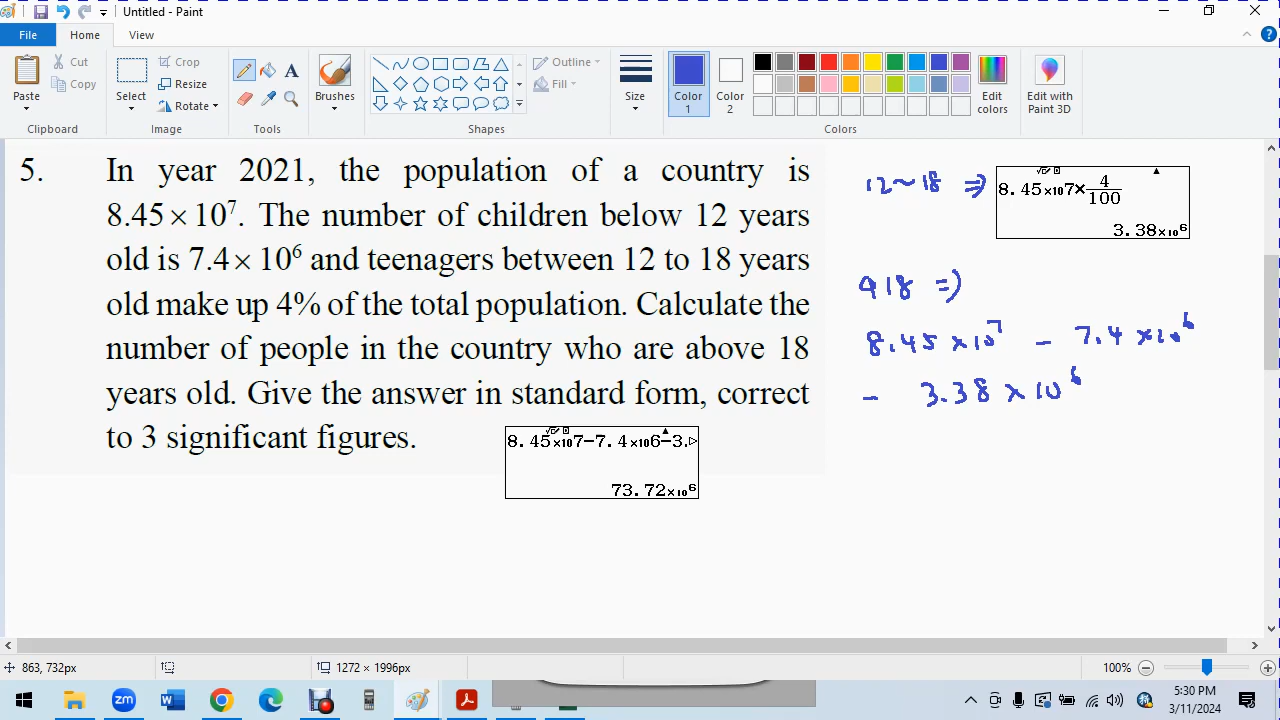 Untitled - Paint
File Home View
Paste Cut Copy Clipboard
Select Crop Resize Rotate Image
Tools
Brushes
Outline Fill Shapes
Size
Color 1 Color 2 Edit colors Colors
Edit with Paint 3D
5. In year 2021, the population of a country is
8.45 × 10⁷. The number of children below 12 years
old is 7.4 × 10⁶ and teenagers between 12 to 18 years
old make up 4% of the total population. Calculate the
number of people in the country who are above 18
years old. Give the answer in standard form, correct
to 3 significant figures.
8.45×107−7.4×106−3.
73.72×10⁶
12 ~ 18 ⇒
8.45×107×4/100
3.38×10⁶
18 ⇒
8.45 × 10⁷ − 7.4 × 10⁶
− 3.38 × 10⁶
863, 732px
1272 × 1996px
100%
5:30 PM
3/11/2024